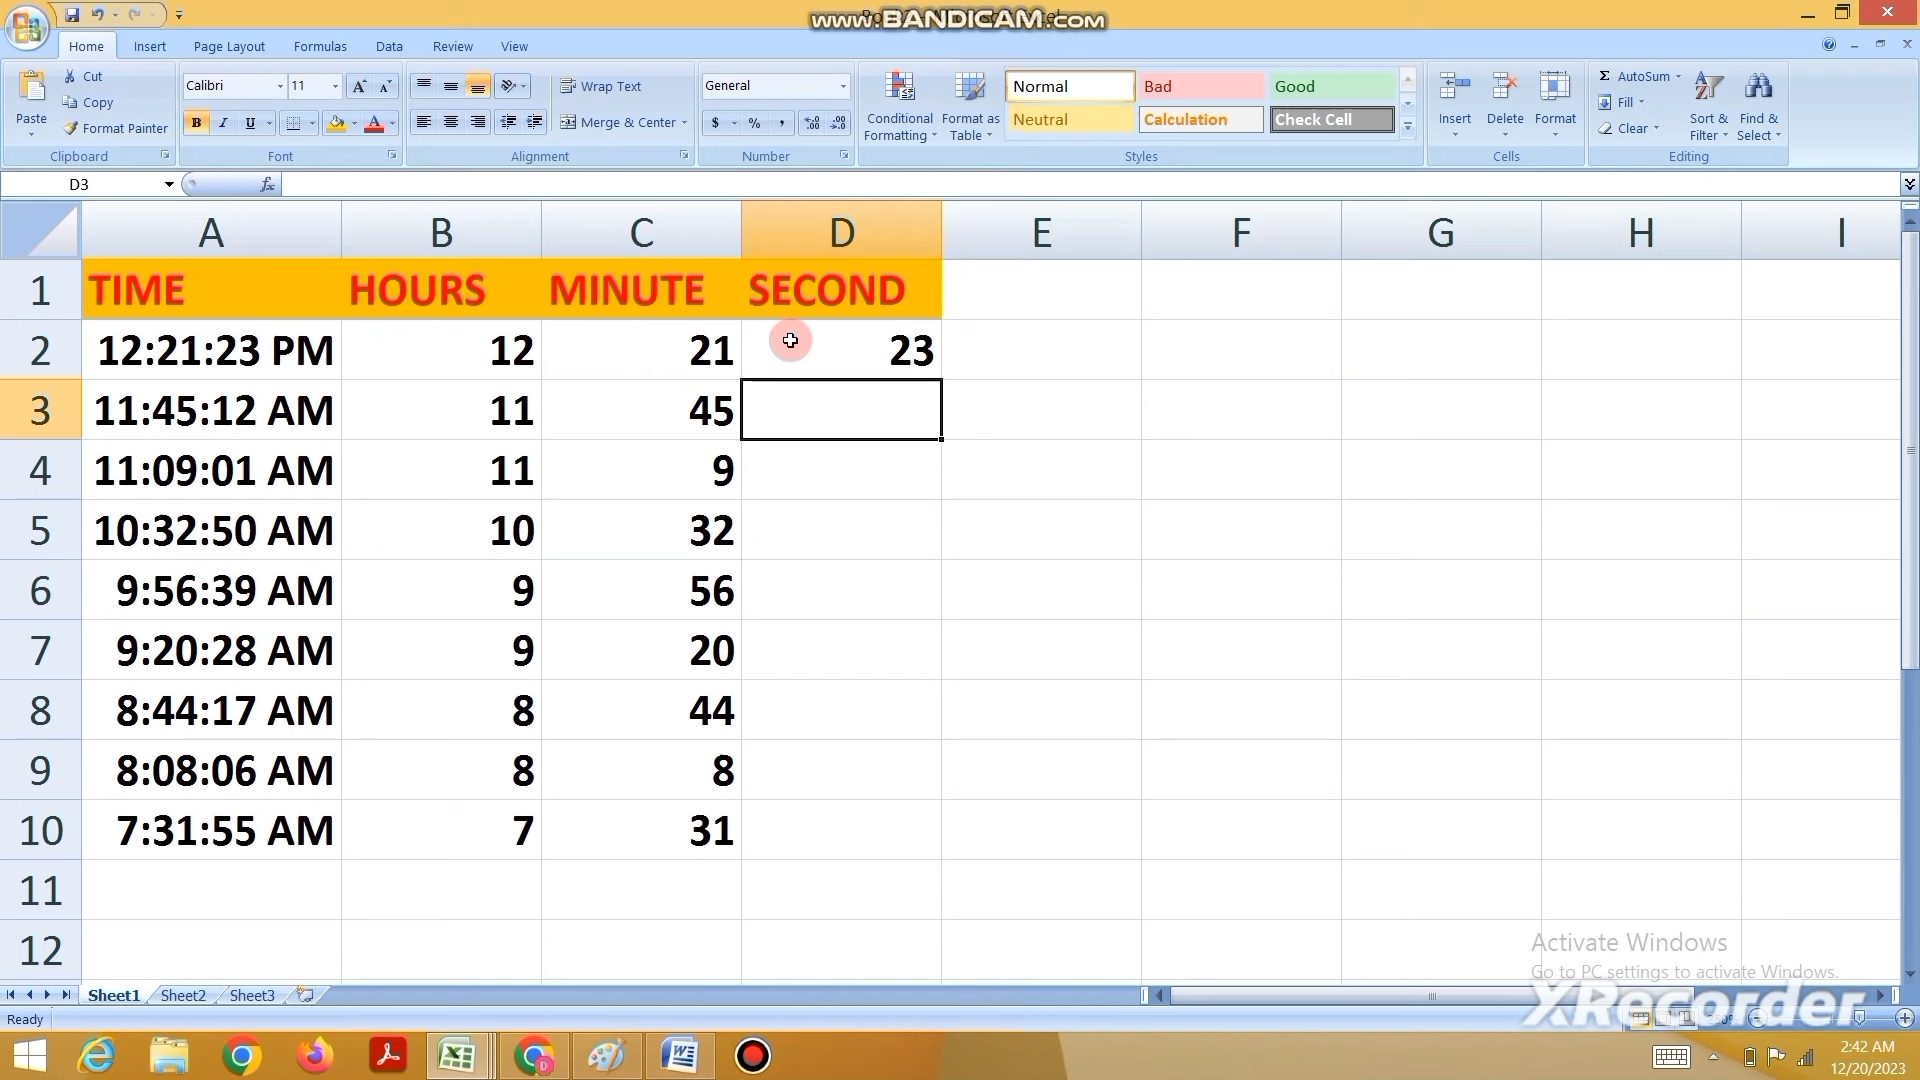 www.BANDICAM.com
Home Insert Page Layout Formulas Data Review View
Paste
Cut
Copy
Format Painter
Clipboard
Calibri 11
B I U
Font
Wrap Text
Merge & Center
Alignment
General
$ % ,
Number
Conditional Formatting
Format as Table
Normal Bad Good
Neutral Calculation Check Cell
Styles
Insert Delete Format
Cells
Σ AutoSum
Fill
Clear
Sort & Filter
Find & Select
Editing
D3 fx
A B C D E F G H I
1 TIME HOURS MINUTE SECOND
2 12:21:23 PM 12 21 23
3 11:45:12 AM 11 45
4 11:09:01 AM 11 9
5 10:32:50 AM 10 32
6 9:56:39 AM 9 56
7 9:20:28 AM 9 20
8 8:44:17 AM 8 44
9 8:08:06 AM 8 8
10 7:31:55 AM 7 31
11
12
Activate Windows
Go to PC settings to activate Windows.
XRecorder
Sheet1 Sheet2 Sheet3
Ready
2:42 AM
12/20/2023